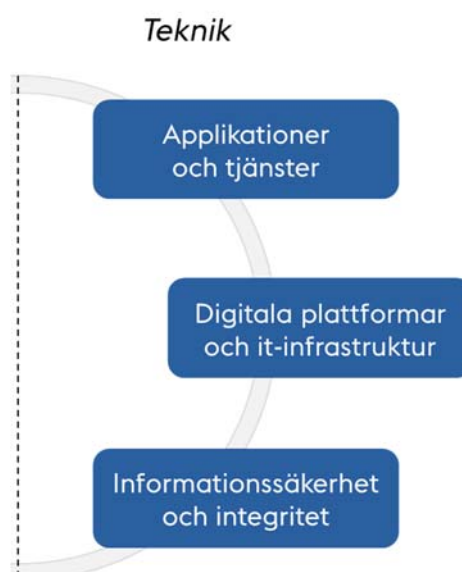 Teknik
Applikationer
och tjänster
Digitala plattformar
och it-infrastruktur
Informationssäkerhet
och integritet